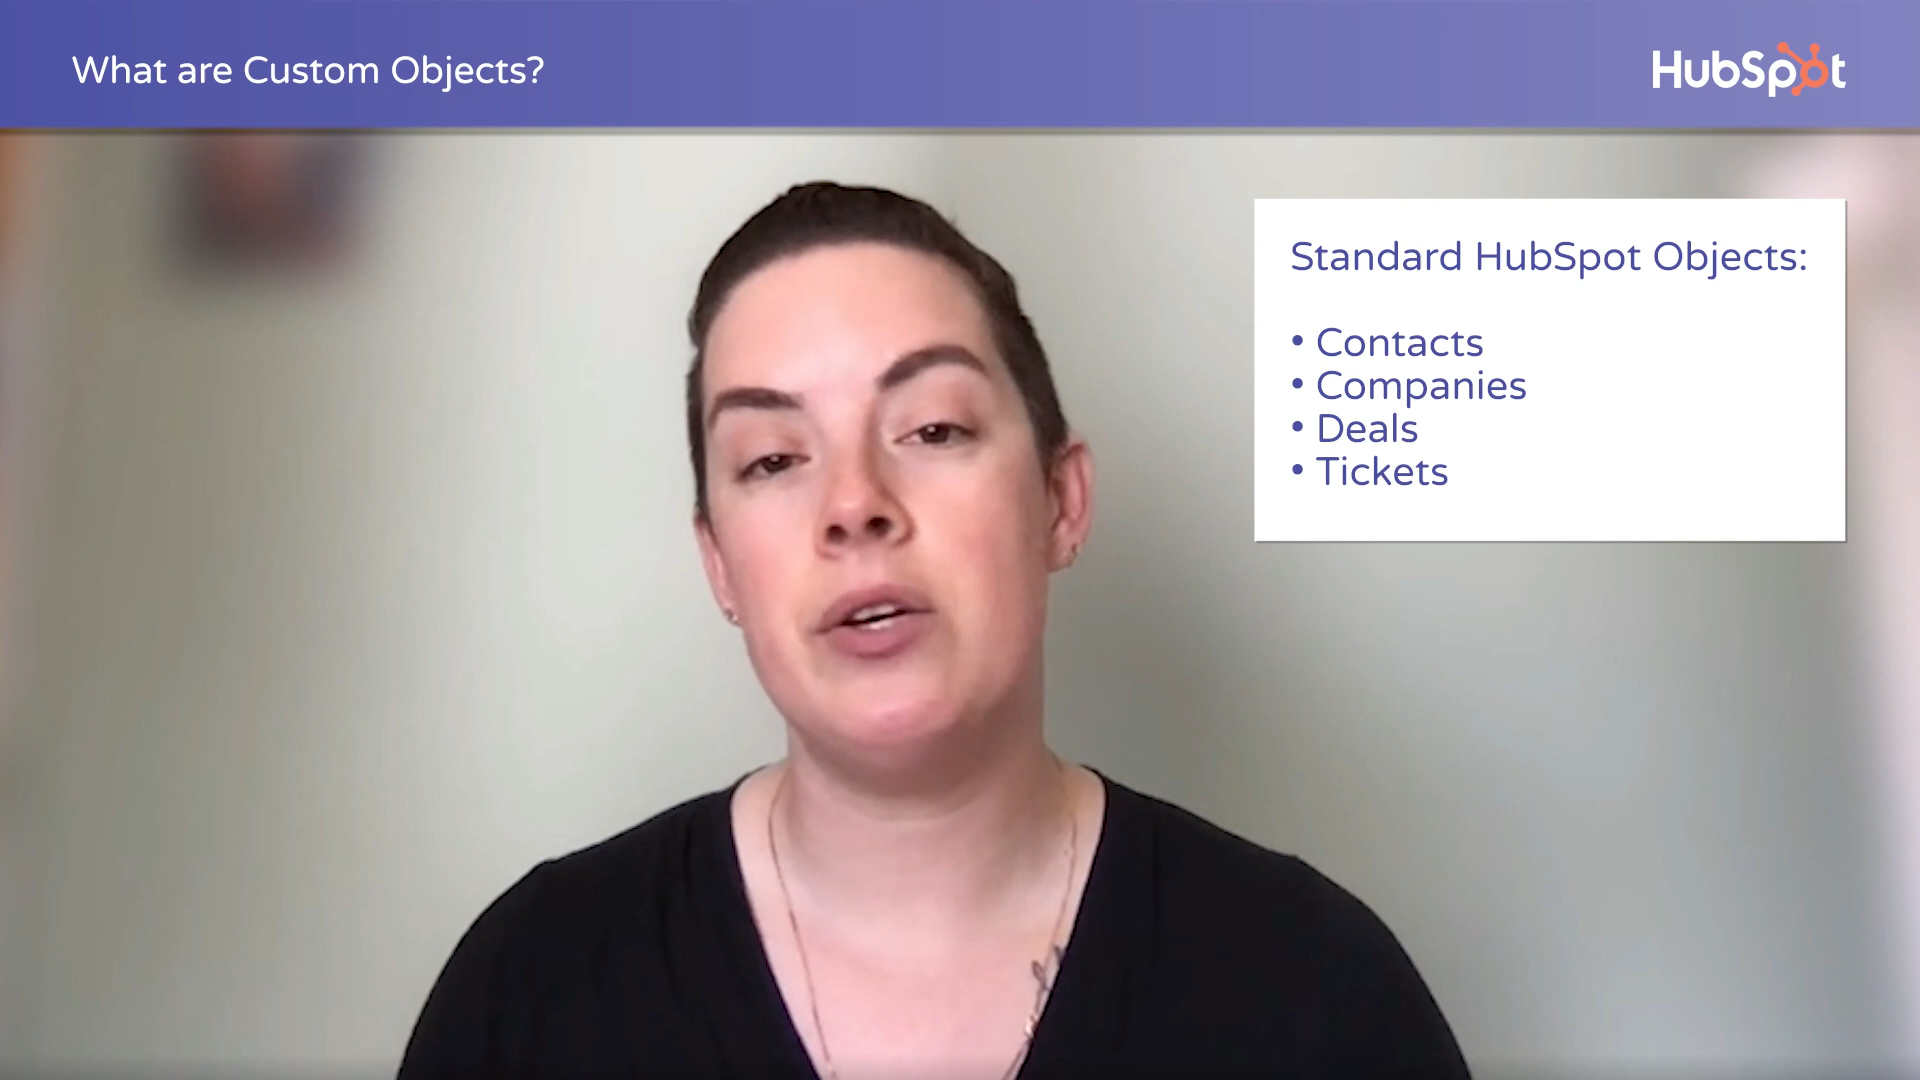 What are Custom Objects?
HubSpot
Standard HubSpot Objects:
• Contacts
• Companies
• Deals
• Tickets